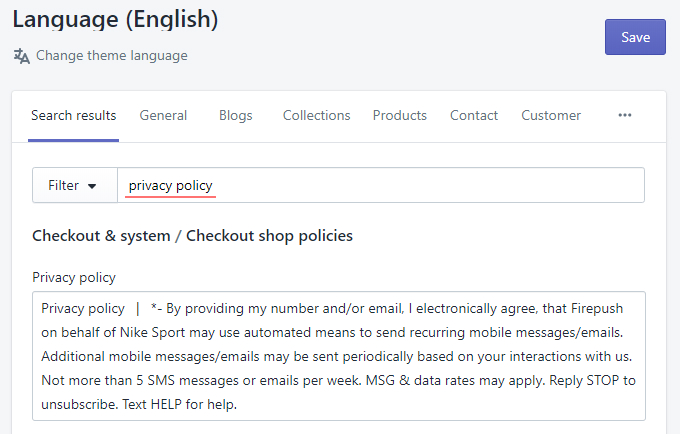 Language (English)
Save
Change theme language
Search results General Blogs Collections Products Contact Customer •••
Filter privacy policy
Checkout & system / Checkout shop policies
Privacy policy
Privacy policy | *- By providing my number and/or email, I electronically agree, that Firepush
on behalf of Nike Sport may use automated means to send recurring mobile messages/emails.
Additional mobile messages/emails may be sent periodically based on your interactions with us.
Not more than 5 SMS messages or emails per week. MSG & data rates may apply. Reply STOP to
unsubscribe. Text HELP for help.